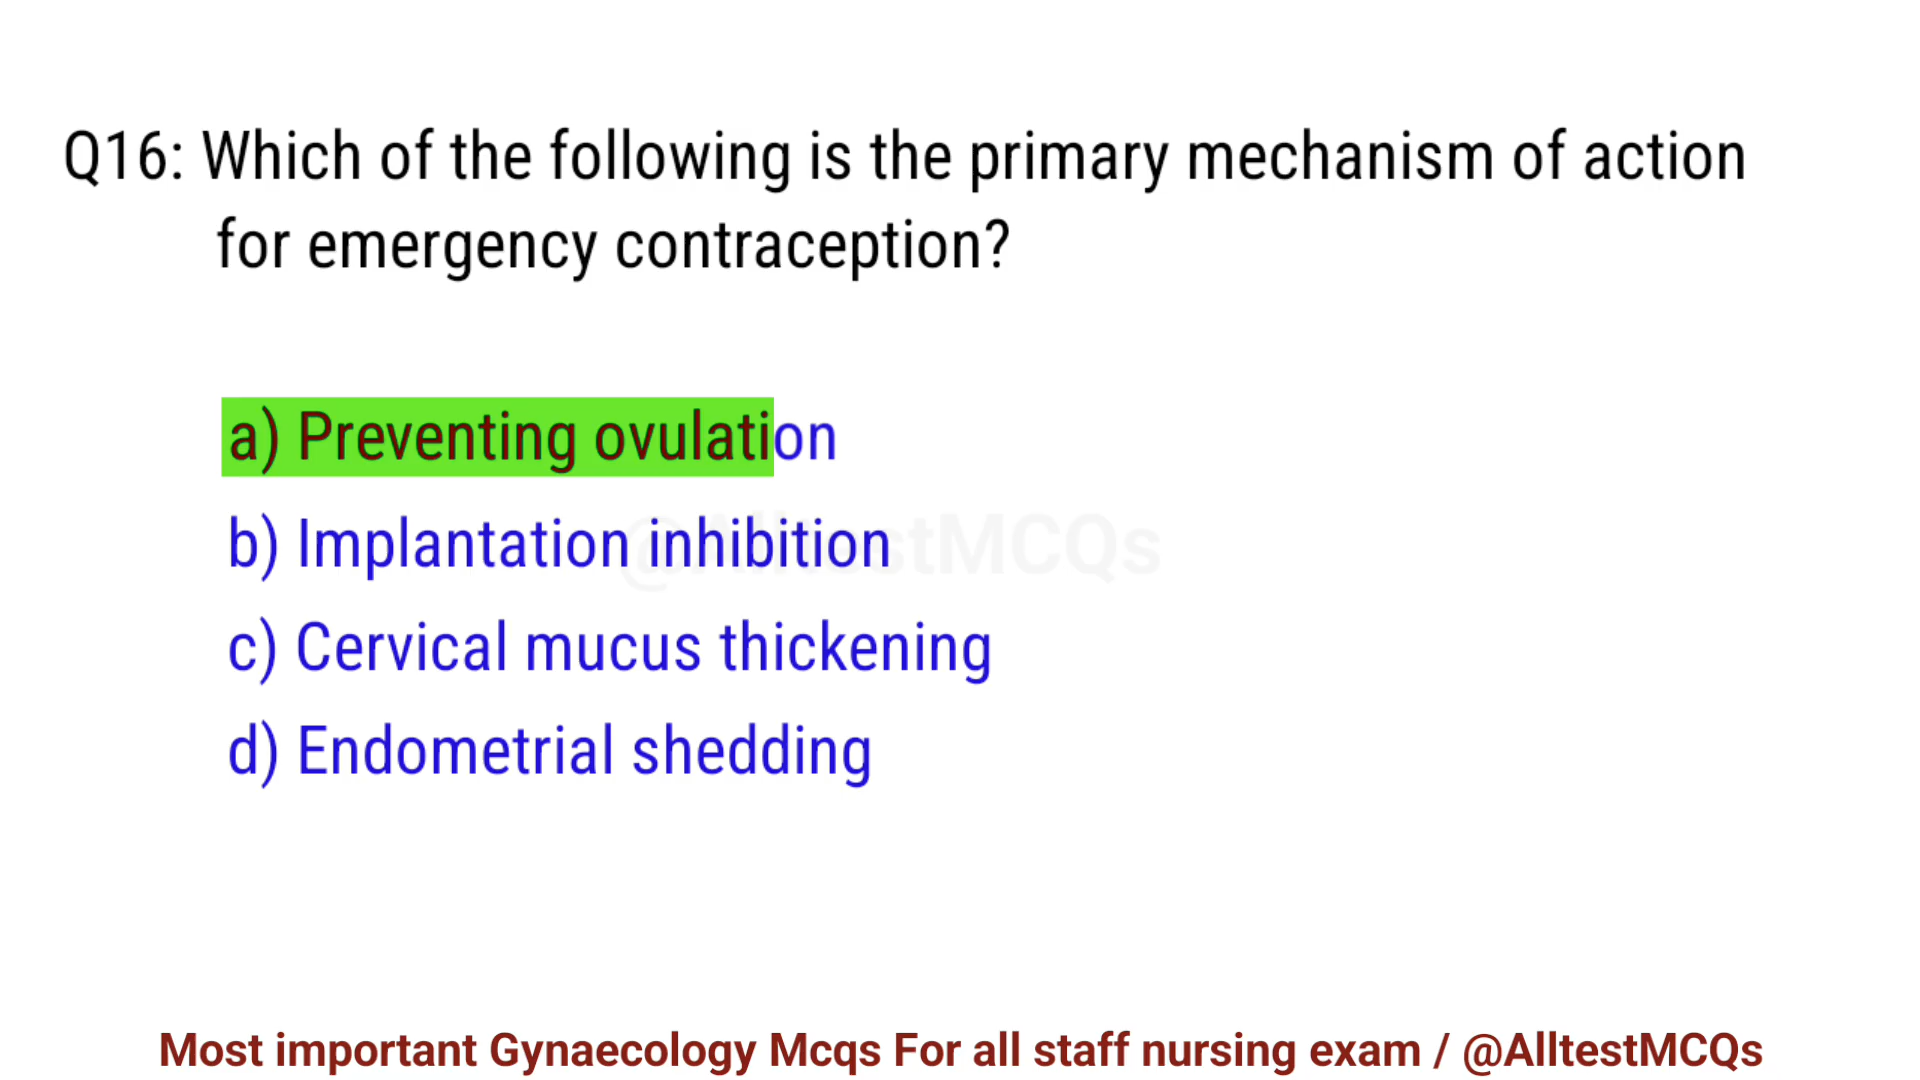 Q16: Which of the following is the primary mechanism of action
for emergency contraception?
a) Preventing ovulation
b) Implantation inhibition
@AlltestMCQs
c) Cervical mucus thickening
d) Endometrial shedding
Most important Gynaecology Mcqs For all staff nursing exam / @AlltestMCQs